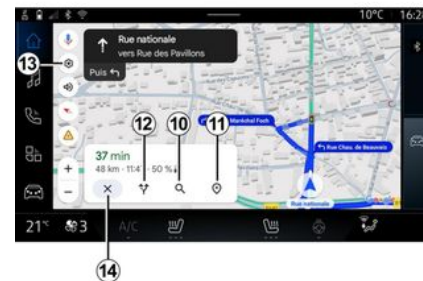 10°C 16:28
Rue nationale
vers Rue des Pavillons
Puis
13
Maréchal Foch
Rue Chau. de Beauvais
12
10
11
37 min
48 km · 11:4 · 50 %
Rue nationale
21° 3 A/C
14